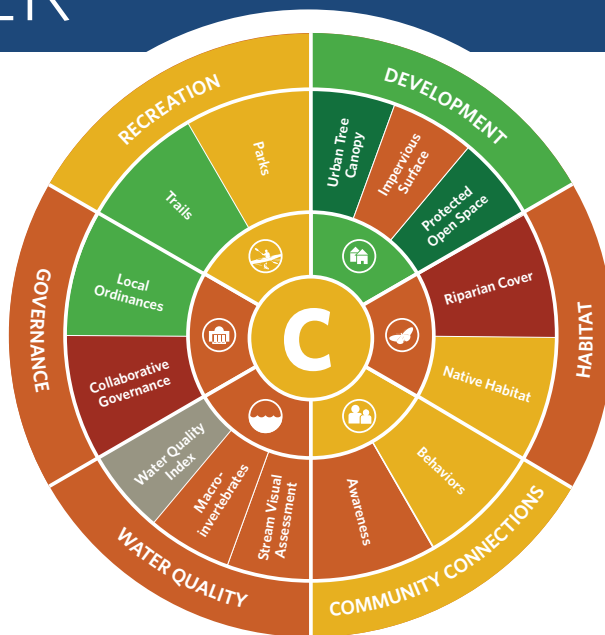 RECREATION
DEVELOPMENT
Parks
Trails
Urban Tree
Canopy
Impervious
Surface
Protected
Open Space
GOVERNANCE
Local
Ordinances
Collaborative
Governance
C
Riparian Cover
Native Habitat
HABITAT
Water Quality
Index
Macro-
invertebrates
Stream Visual
Assessment
Awareness
Behaviors
WATER QUALITY
COMMUNITY CONNECTIONS